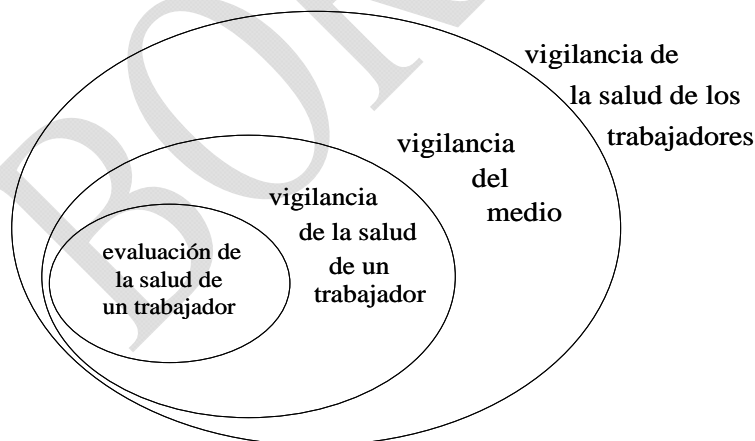 vigilancia de
la salud de los
trabajadores
vigilancia
del
medio
vigilancia
de la salud
de un
trabajador
evaluación de
la salud de
un trabajador